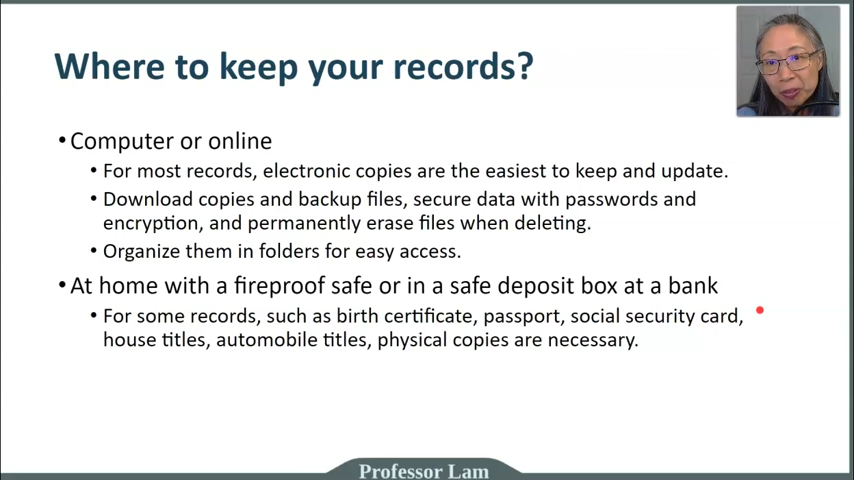 Where to keep your records?
•Computer or online
• For most records, electronic copies are the easiest to keep and update.
• Download copies and backup files, secure data with passwords and
encryption, and permanently erase files when deleting.
• Organize them in folders for easy access.
•At home with a fireproof safe or in a safe deposit box at a bank
• For some records, such as birth certificate, passport, social security card,
house titles, automobile titles, physical copies are necessary.
Professor Lam